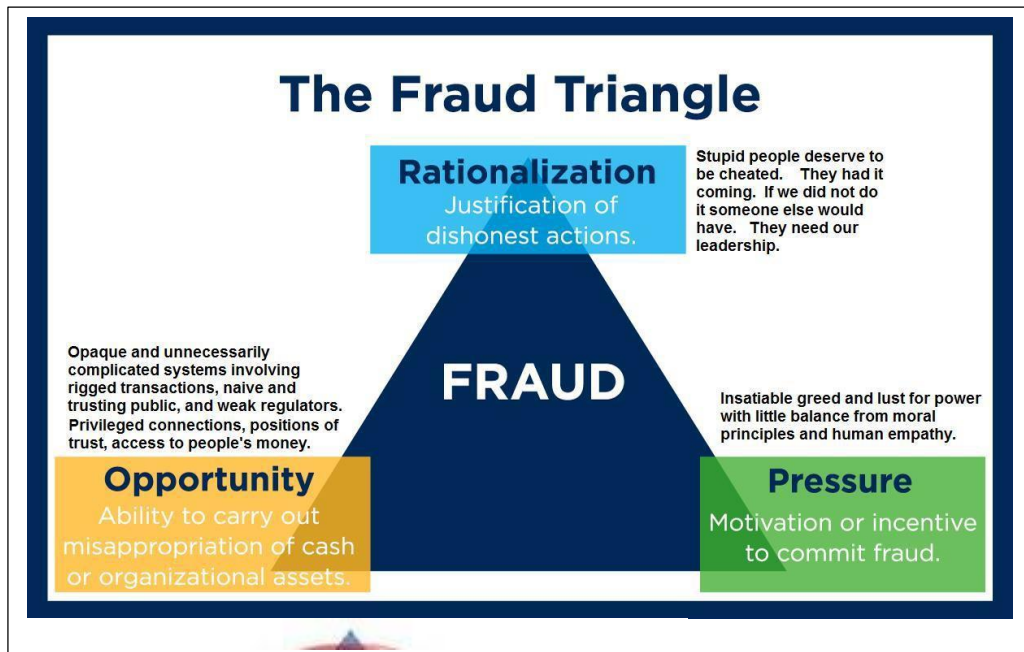 The Fraud Triangle
Rationalization
Justification of
dishonest actions.
Stupid people deserve to
be cheated. They had it
coming. If we did not do
it someone else would
have. They need our
leadership.
Opaque and unnecessarily
complicated systems involving
rigged transactions, naive and
trusting public, and weak regulators.
Privileged connections, positions of
trust, access to people's money.
FRAUD
Insatiable greed and lust for power
with little balance from moral
principles and human empathy.
Opportunity
Ability to carry out
misappropriation of cash
or organizational assets.
Pressure
Motivation or incentive
to commit fraud.